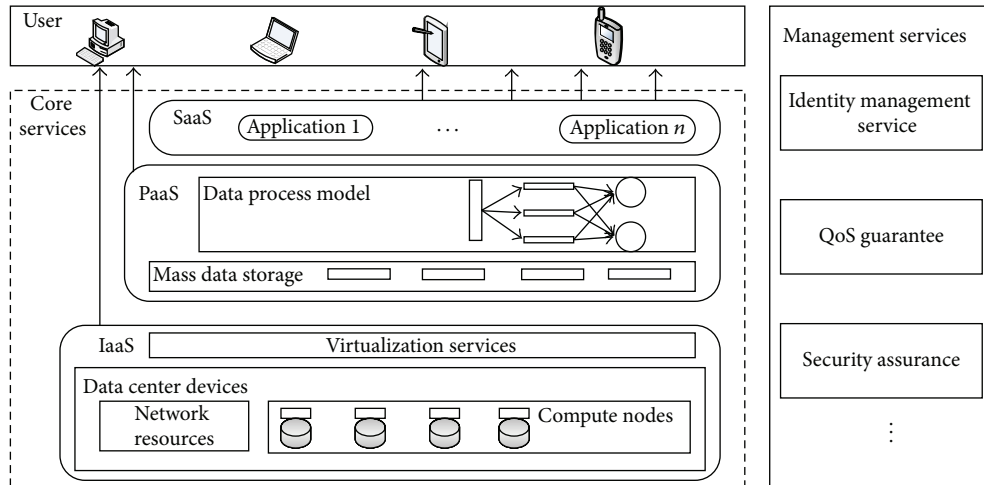 User
Core
services
SaaS
Application 1
...
Application n
PaaS
Data process model
Mass data storage
IaaS
Virtualization services
Data center devices
Network
resources
Compute nodes
Management services
Identity management
service
QoS guarantee
Security assurance
⋮